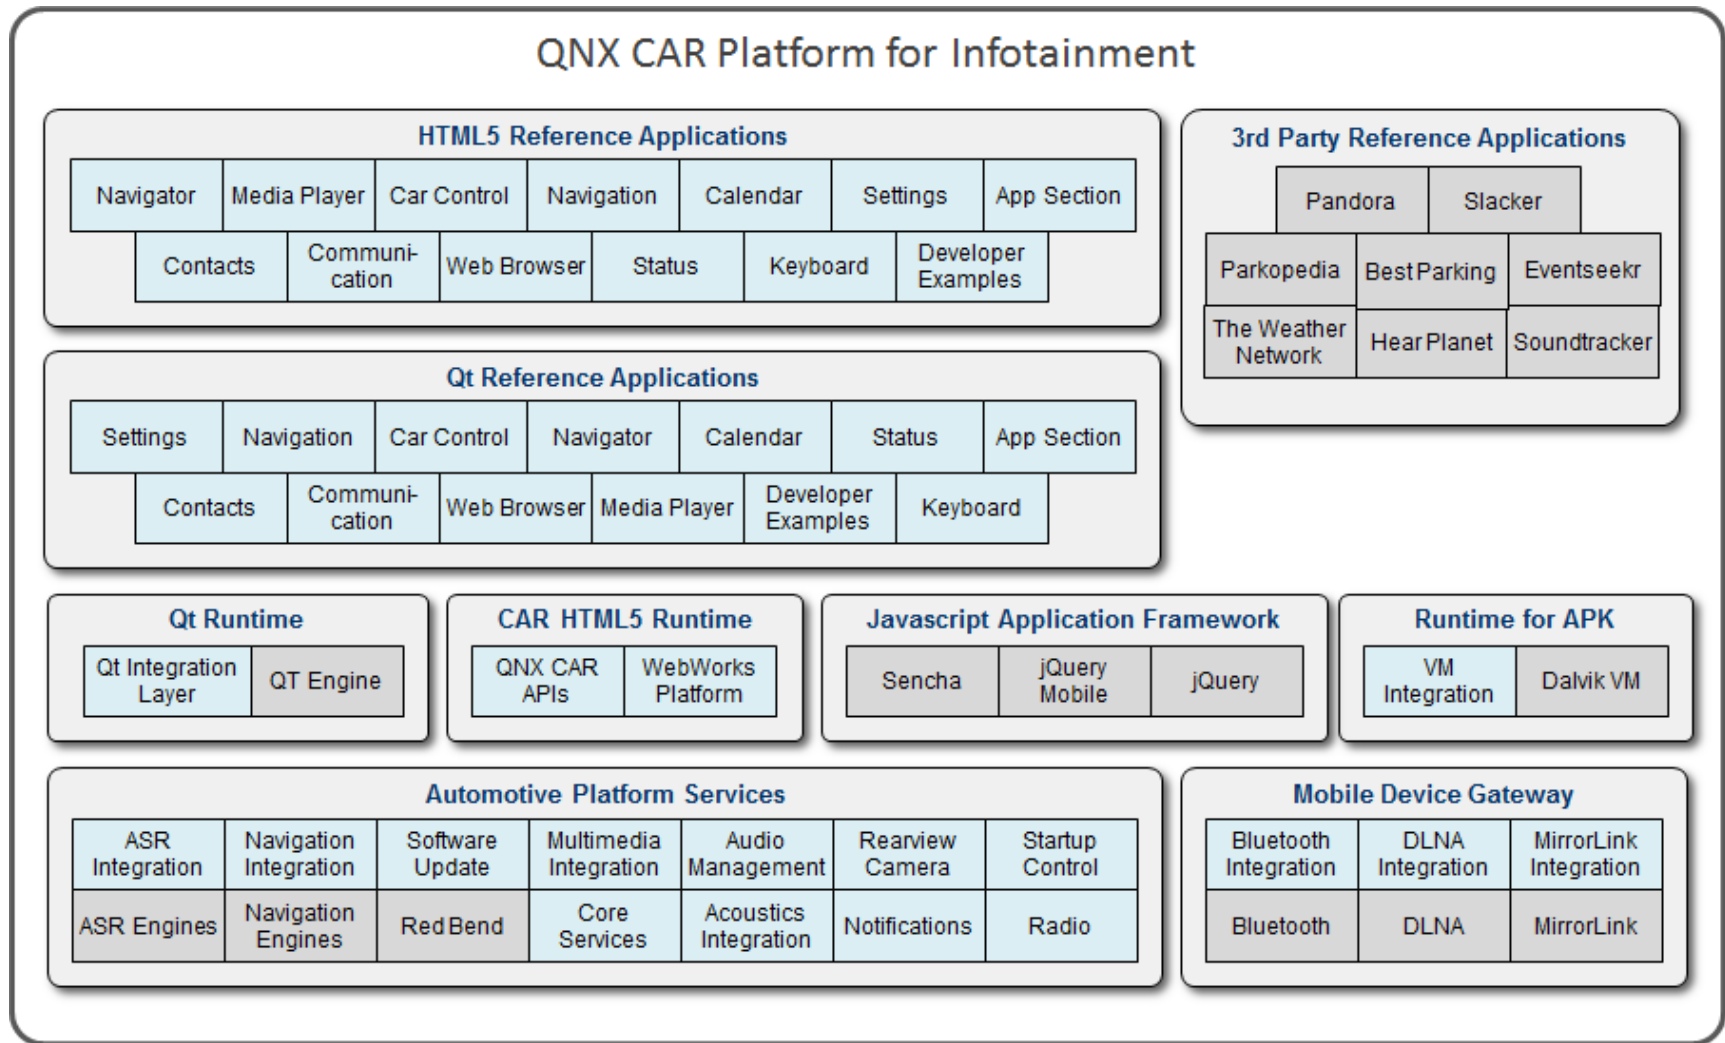 QNX CAR Platform for Infotainment
HTML5 Reference Applications
Navigator
Media Player
Car Control
Navigation
Calendar
Settings
App Section
Contacts
Communi-
cation
Web Browser
Status
Keyboard
Developer
Examples
3rd Party Reference Applications
Pandora
Slacker
Parkopedia
Best Parking
Eventseekr
The Weather
Network
Hear Planet
Soundtracker
Qt Reference Applications
Settings
Navigation
Car Control
Navigator
Calendar
Status
App Section
Contacts
Communi-
cation
Web Browser
Media Player
Developer
Examples
Keyboard
Qt Runtime
Qt Integration
Layer
QT Engine
CAR HTML5 Runtime
QNX CAR
APIs
WebWorks
Platform
Javascript Application Framework
Sencha
jQuery
Mobile
jQuery
Runtime for APK
VM
Integration
Dalvik VM
Automotive Platform Services
ASR
Integration
Navigation
Integration
Software
Update
Multimedia
Integration
Audio
Management
Rearview
Camera
Startup
Control
ASR Engines
Navigation
Engines
Red Bend
Core
Services
Acoustics
Integration
Notifications
Radio
Mobile Device Gateway
Bluetooth
Integration
DLNA
Integration
MirrorLink
Integration
Bluetooth
DLNA
MirrorLink